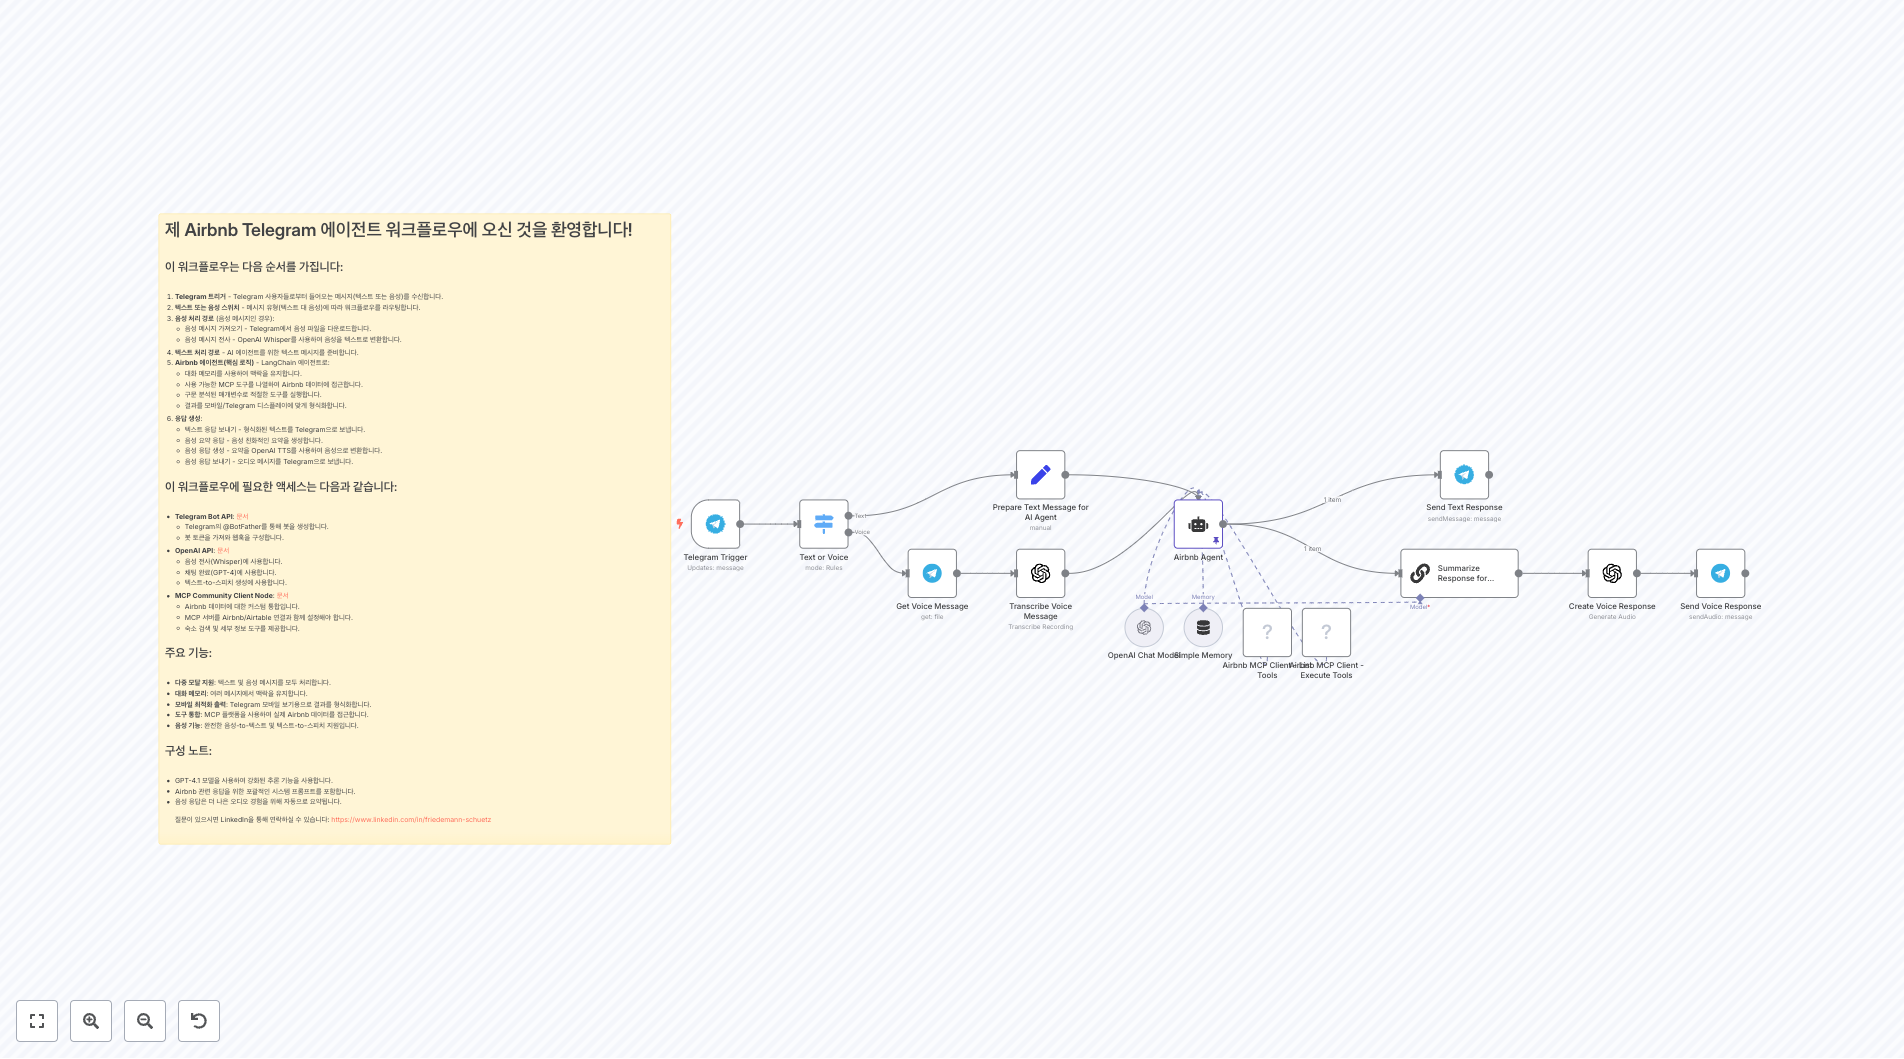 제 Airbnb Telegram 에이전트 워크플로우에 오신 것을 환영합니다!
이 워크플로우는 다음 순서를 가집니다:
1. Telegram 트리거 - Telegram 사용자들로부터 들어오는 메시지(텍스트 또는 음성)를 수신합니다.
2. 텍스트 또는 음성 스위치 - 메시지 유형(텍스트 대 음성)에 따라 워크플로우를 라우팅합니다.
3. 음성 처리 경로 (음성 메시지인 경우):
음성 메시지 가져오기 - Telegram에서 음성 파일을 다운로드합니다.
음성 메시지 전사 - OpenAI Whisper를 사용하여 음성을 텍스트로 변환합니다.
4. 텍스트 처리 경로 - AI 에이전트를 위한 텍스트 메시지를 준비합니다.
5. Airbnb 에이전트(핵심 로직) - LangChain 에이전트로:
대화 메모리를 사용하여 맥락을 유지합니다.
사용 가능한 MCP 도구를 나열하여 Airbnb 데이터에 접근합니다.
구문 분석된 매개변수로 적절한 도구를 실행합니다.
결과를 모바일/Telegram 디스플레이에 맞게 형식화합니다.
6. 응답 생성:
텍스트 응답 보내기 - 형식화된 텍스트를 Telegram으로 보냅니다.
음성 요약 응답 - 음성 친화적인 요약을 생성합니다.
음성 응답 생성 - 요약을 OpenAI TTS를 사용하여 음성으로 변환합니다.
음성 응답 보내기 - 오디오 메시지를 Telegram으로 보냅니다.
이 워크플로우에 필요한 액세스는 다음과 같습니다:
Telegram Bot API: 문서
Telegram의 @BotFather를 통해 봇을 생성합니다.
봇 토큰을 가져와 웹훅을 구성합니다.
OpenAI API: 문서
음성 전사(Whisper)에 사용합니다.
채팅 완료(GPT-4)에 사용합니다.
텍스트-to-스피치 생성에 사용합니다.
MCP Community Client Node: 문서
Airbnb 데이터에 대한 커스텀 통합입니다.
MCP 서버를 Airbnb/Airtable 연결과 함께 설정해야 합니다.
숙소 검색 및 세부 정보 도구를 제공합니다.
주요 기능:
다중 모달 지원: 텍스트 및 음성 메시지를 모두 처리합니다.
대화 메모리: 여러 메시지에서 맥락을 유지합니다.
모바일 최적화 출력: Telegram 모바일 보기용으로 결과를 형식화합니다.
도구 통합: MCP 플랫폼을 사용하여 실제 Airbnb 데이터를 접근합니다.
음성 기능: 완전한 음성-to-텍스트 및 텍스트-to-스피치 지원입니다.
구성 노트:
GPT-4.1 모델을 사용하여 강화된 추론 기능을 사용합니다.
Airbnb 관련 응답을 위한 포괄적인 시스템 프롬프트를 포함합니다.
음성 응답은 더 나은 오디오 경험을 위해 자동으로 요약됩니다.
질문이 있으시면 LinkedIn을 통해 연락하실 수 있습니다: https://www.linkedin.com/in/friedemann-schuetz
Telegram Trigger
Updates: message
Text or Voice
mode: Rules
Text
Voice
Prepare Text Message for
AI Agent
manual
Get Voice Message
get: file
Transcribe Voice
Message
Transcribe Recording
Airbnb Agent
Model
Memory
OpenAI Chat Model
Simple Memory
Airbnb MCP Client - List
Tools
Airbnb MCP Client -
Execute Tools
1 item
1 item
Send Text Response
sendMessage: message
Summarize
Response for...
Model*
Create Voice Response
Generate Audio
Send Voice Response
sendAudio: message